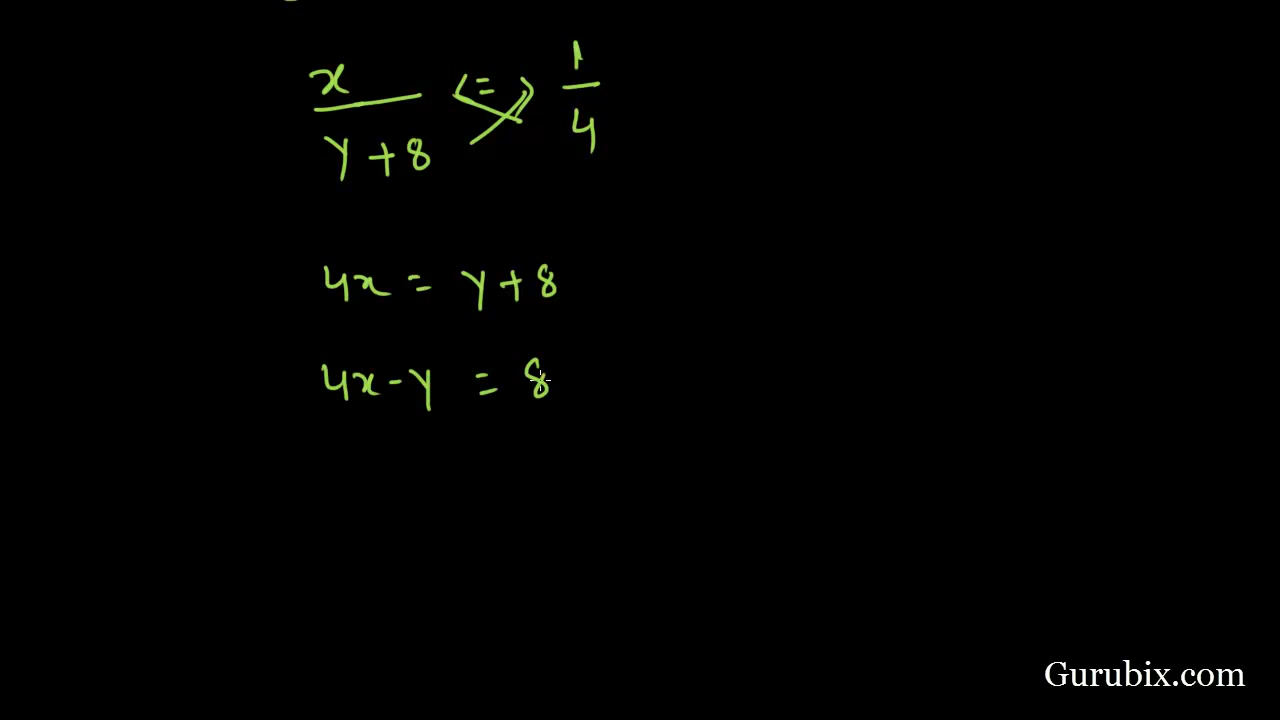 x/(y+8) = 1/4
4x = y+8
4x-y = 8
Gurubix.com